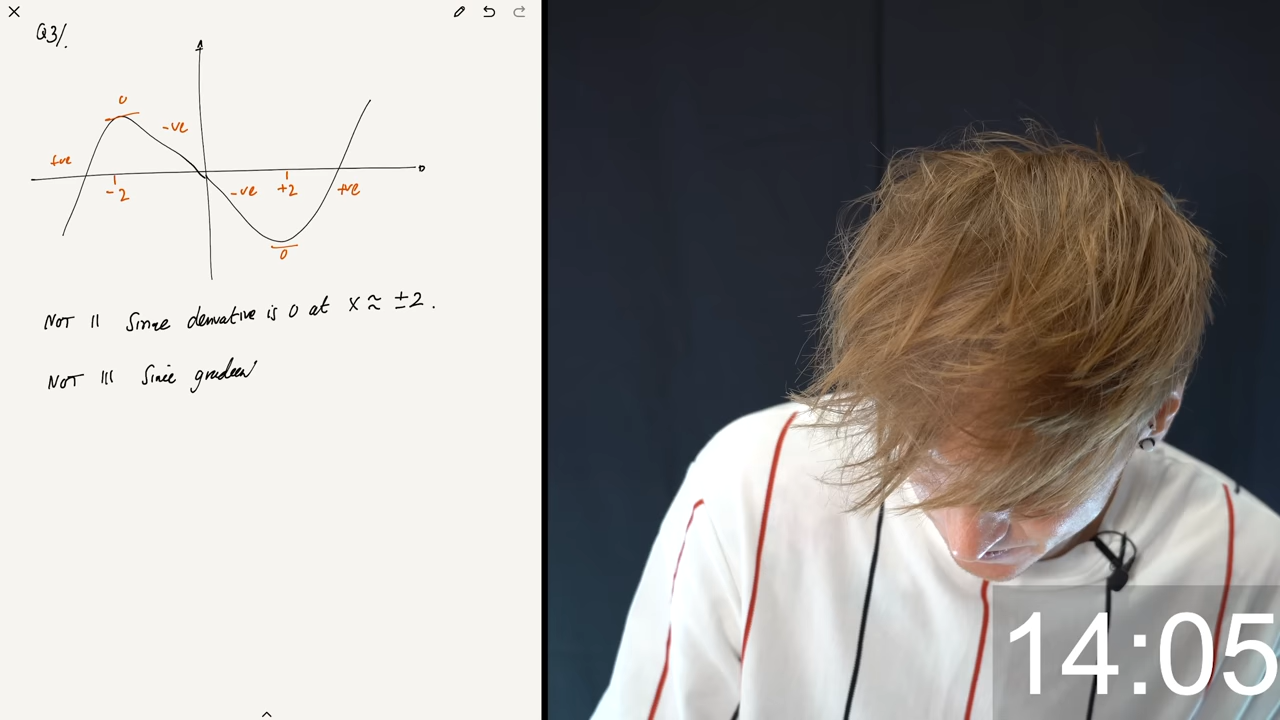 Q3/.
0
-ve
+ve
-2
-ve
+2
+ve
0
NOT II Since derivative is 0 at x ≈ ±2.
NOT III Since gradien
14:05